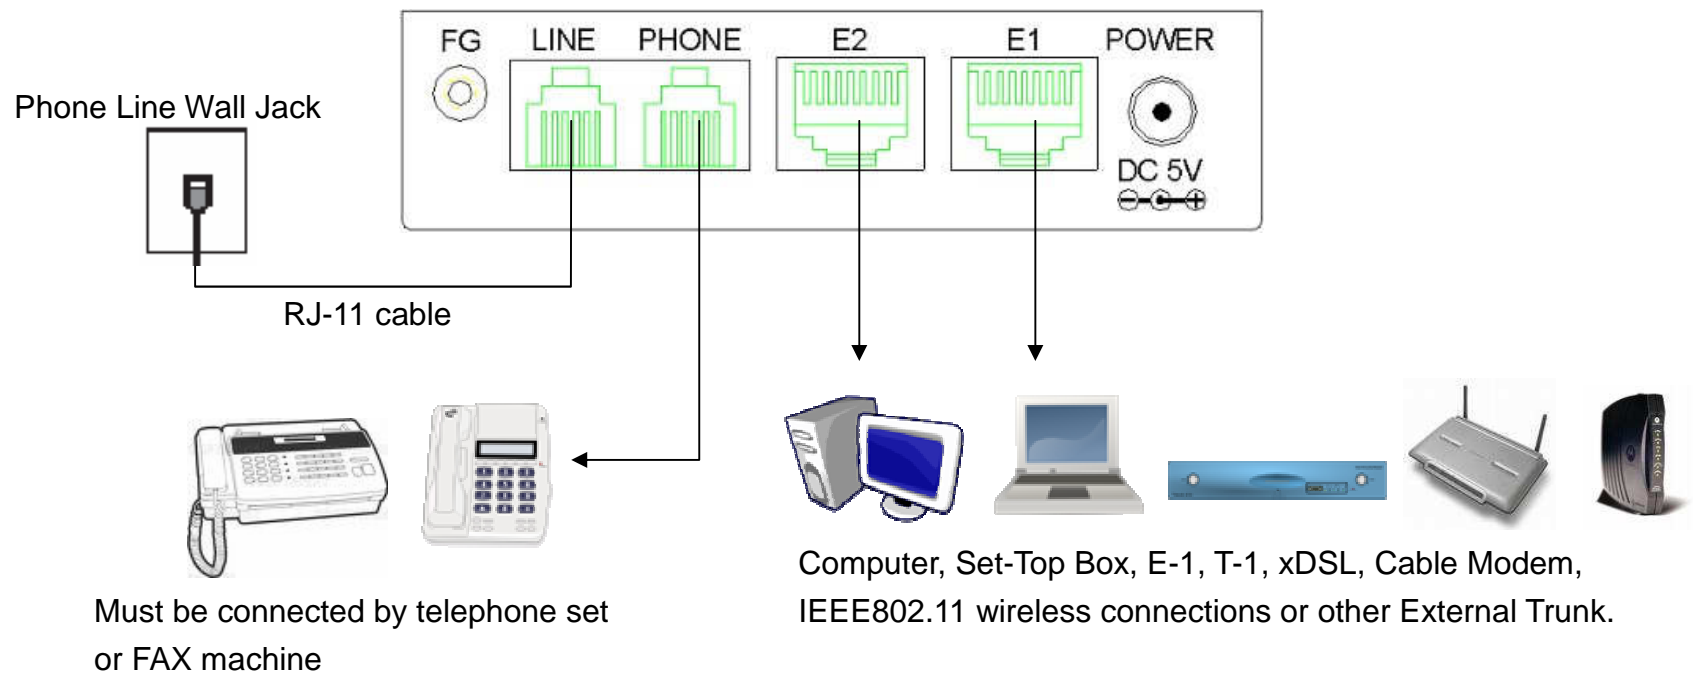 FG LINE PHONE E2 E1 POWER
Phone Line Wall Jack
DC 5V
RJ-11 cable
Computer, Set-Top Box, E-1, T-1, xDSL, Cable Modem,
IEEE802.11 wireless connections or other External Trunk.
Must be connected by telephone set
or FAX machine